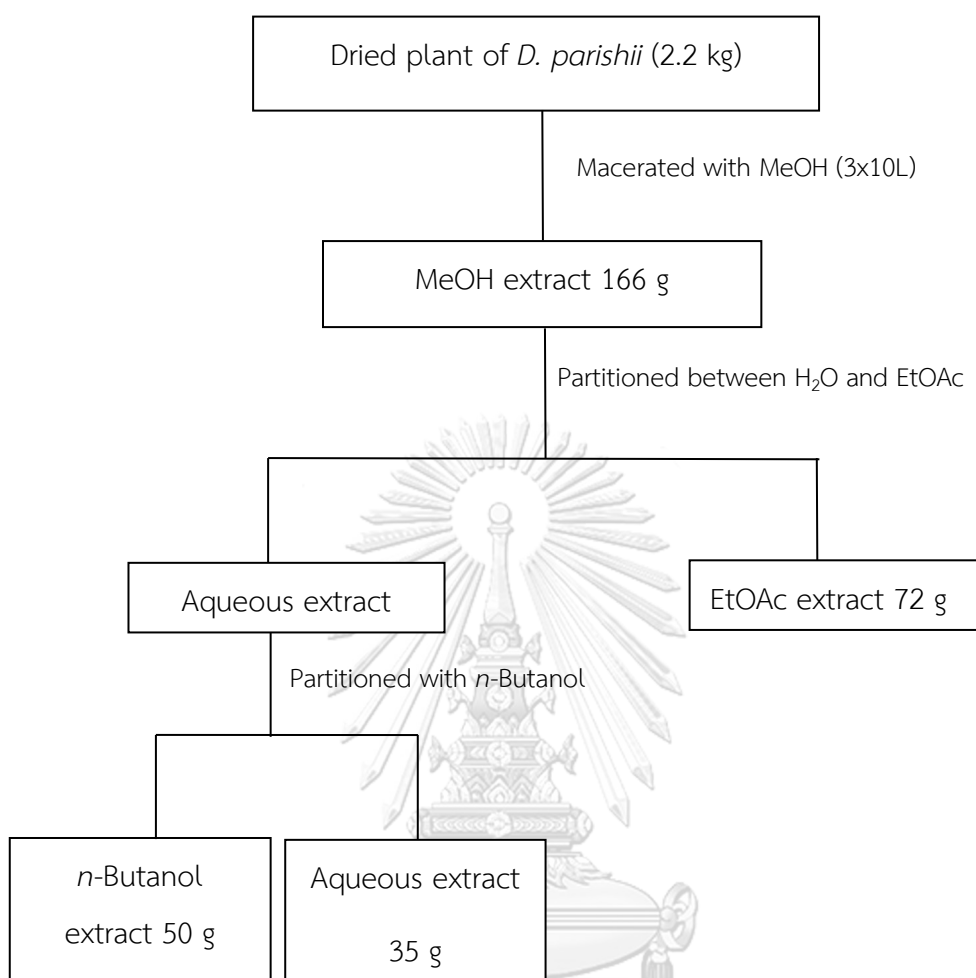 Dried plant of D. parishii (2.2 kg)
Macerated with MeOH (3x10L)
MeOH extract 166 g
Partitioned between H₂O and EtOAc
Aqueous extract
EtOAc extract 72 g
Partitioned with n-Butanol
n-Butanol
extract 50 g
Aqueous extract
35 g